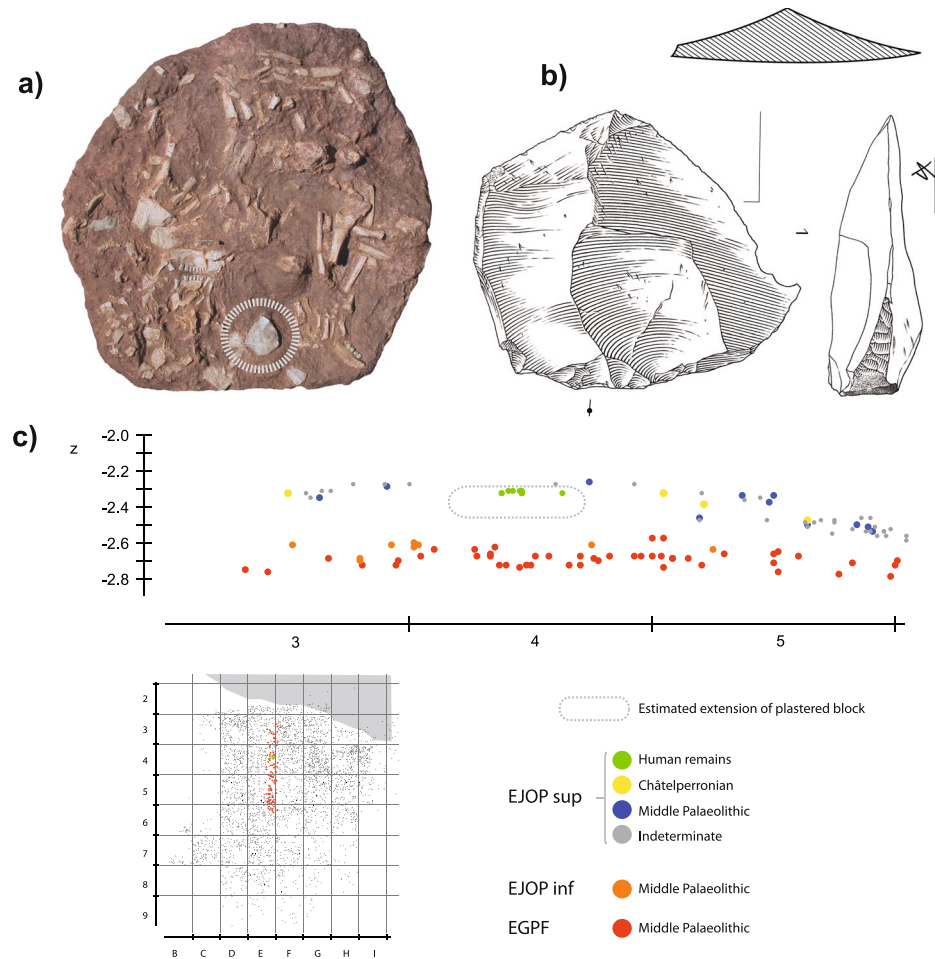 a)
b)
1
c)
z
-2.0
-2.2
-2.4
-2.6
-2.8
3
4
5
2
3
4
5
6
7
8
9
B
C
D
E
F
G
H
I
Estimated extension of plastered block
EJOP sup
Human remains
Châtelperronian
Middle Palaeolithic
Indeterminate
EJOP inf
Middle Palaeolithic
EGPF
Middle Palaeolithic